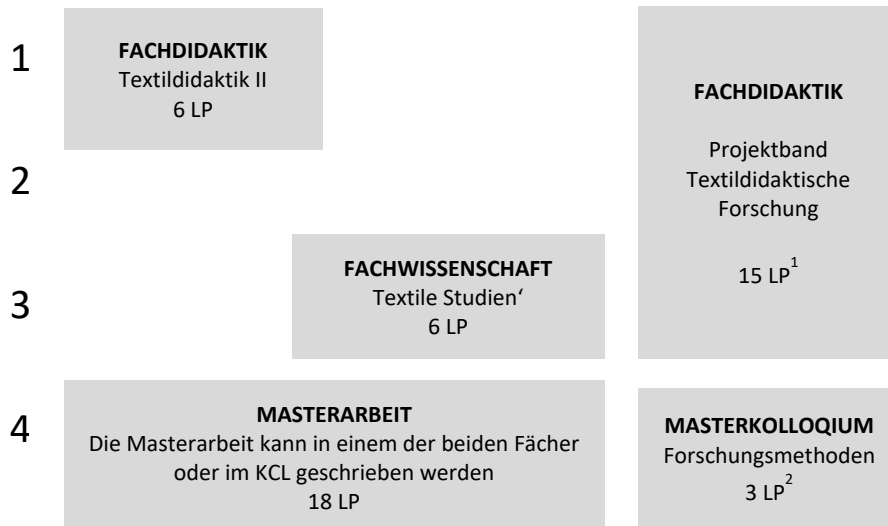 1
FACHDIDAKTIK
Textildidaktik II
6 LP
FACHDIDAKTIK
Projektband
Textildidaktische
Forschung
15 LP1
2
FACHWISSENSCHAFT
Textile Studien‘
6 LP
3
4
MASTERARBEIT
Die Masterarbeit kann in einem der beiden Fächer
oder im KCL geschrieben werden
18 LP
MASTERKOLLOQIUM
Forschungsmethoden
3 LP2